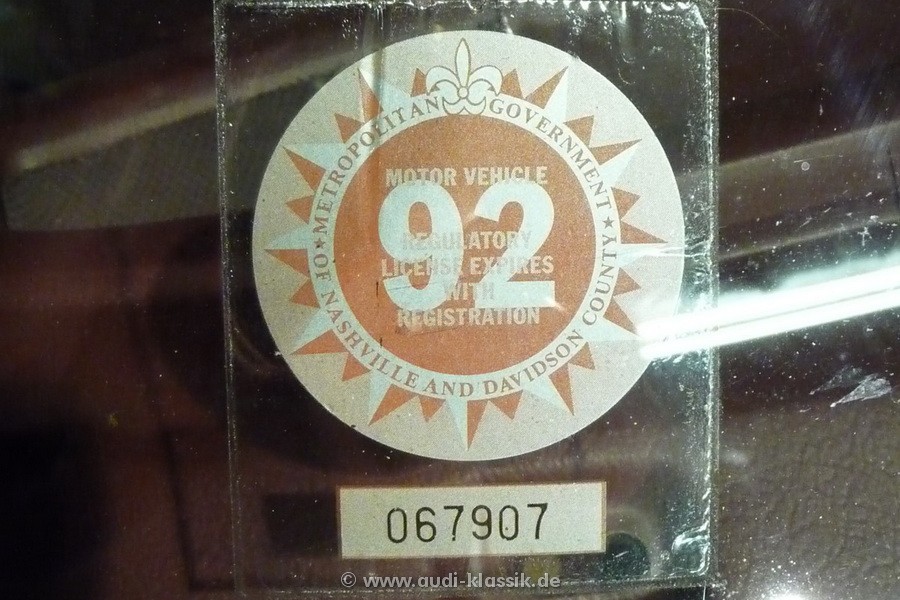 METROPOLITAN GOVERNMENT
OF NASHVILLE AND DAVIDSON COUNTY
MOTOR VEHICLE
92
REGULATORY
LICENSE EXPIRES
WITH
REGISTRATION
067907
© www.audi-klassik.de